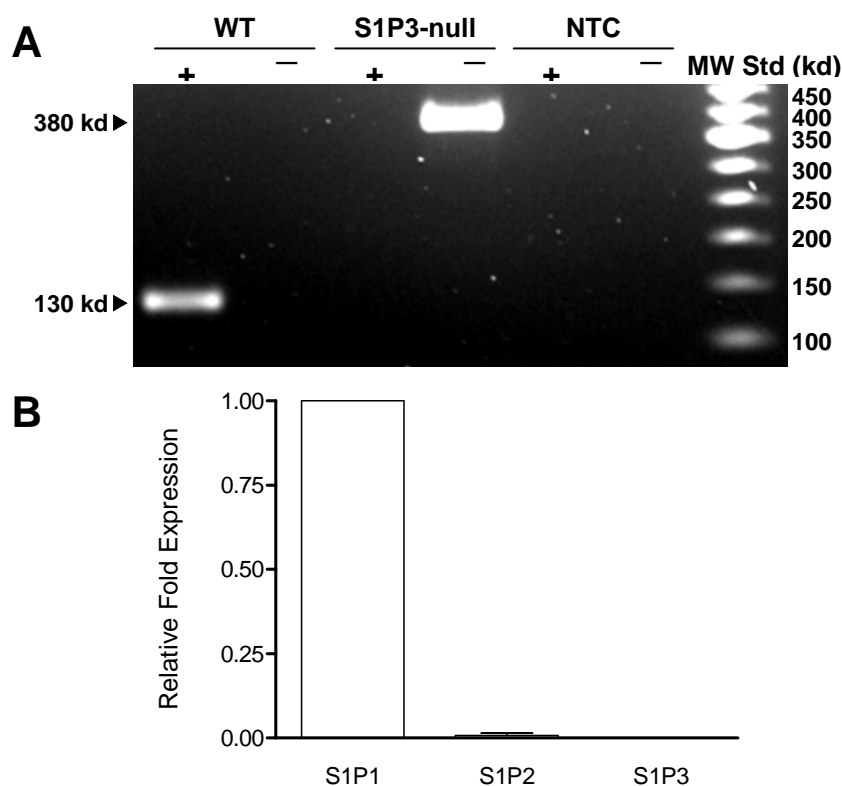 A
WT S1P3-null NTC
+ — + — + — MW Std (kd)
380 kd
130 kd
450
400
350
300
250
200
150
100
B
Relative Fold Expression
1.00
0.75
0.50
0.25
0.00
S1P1 S1P2 S1P3